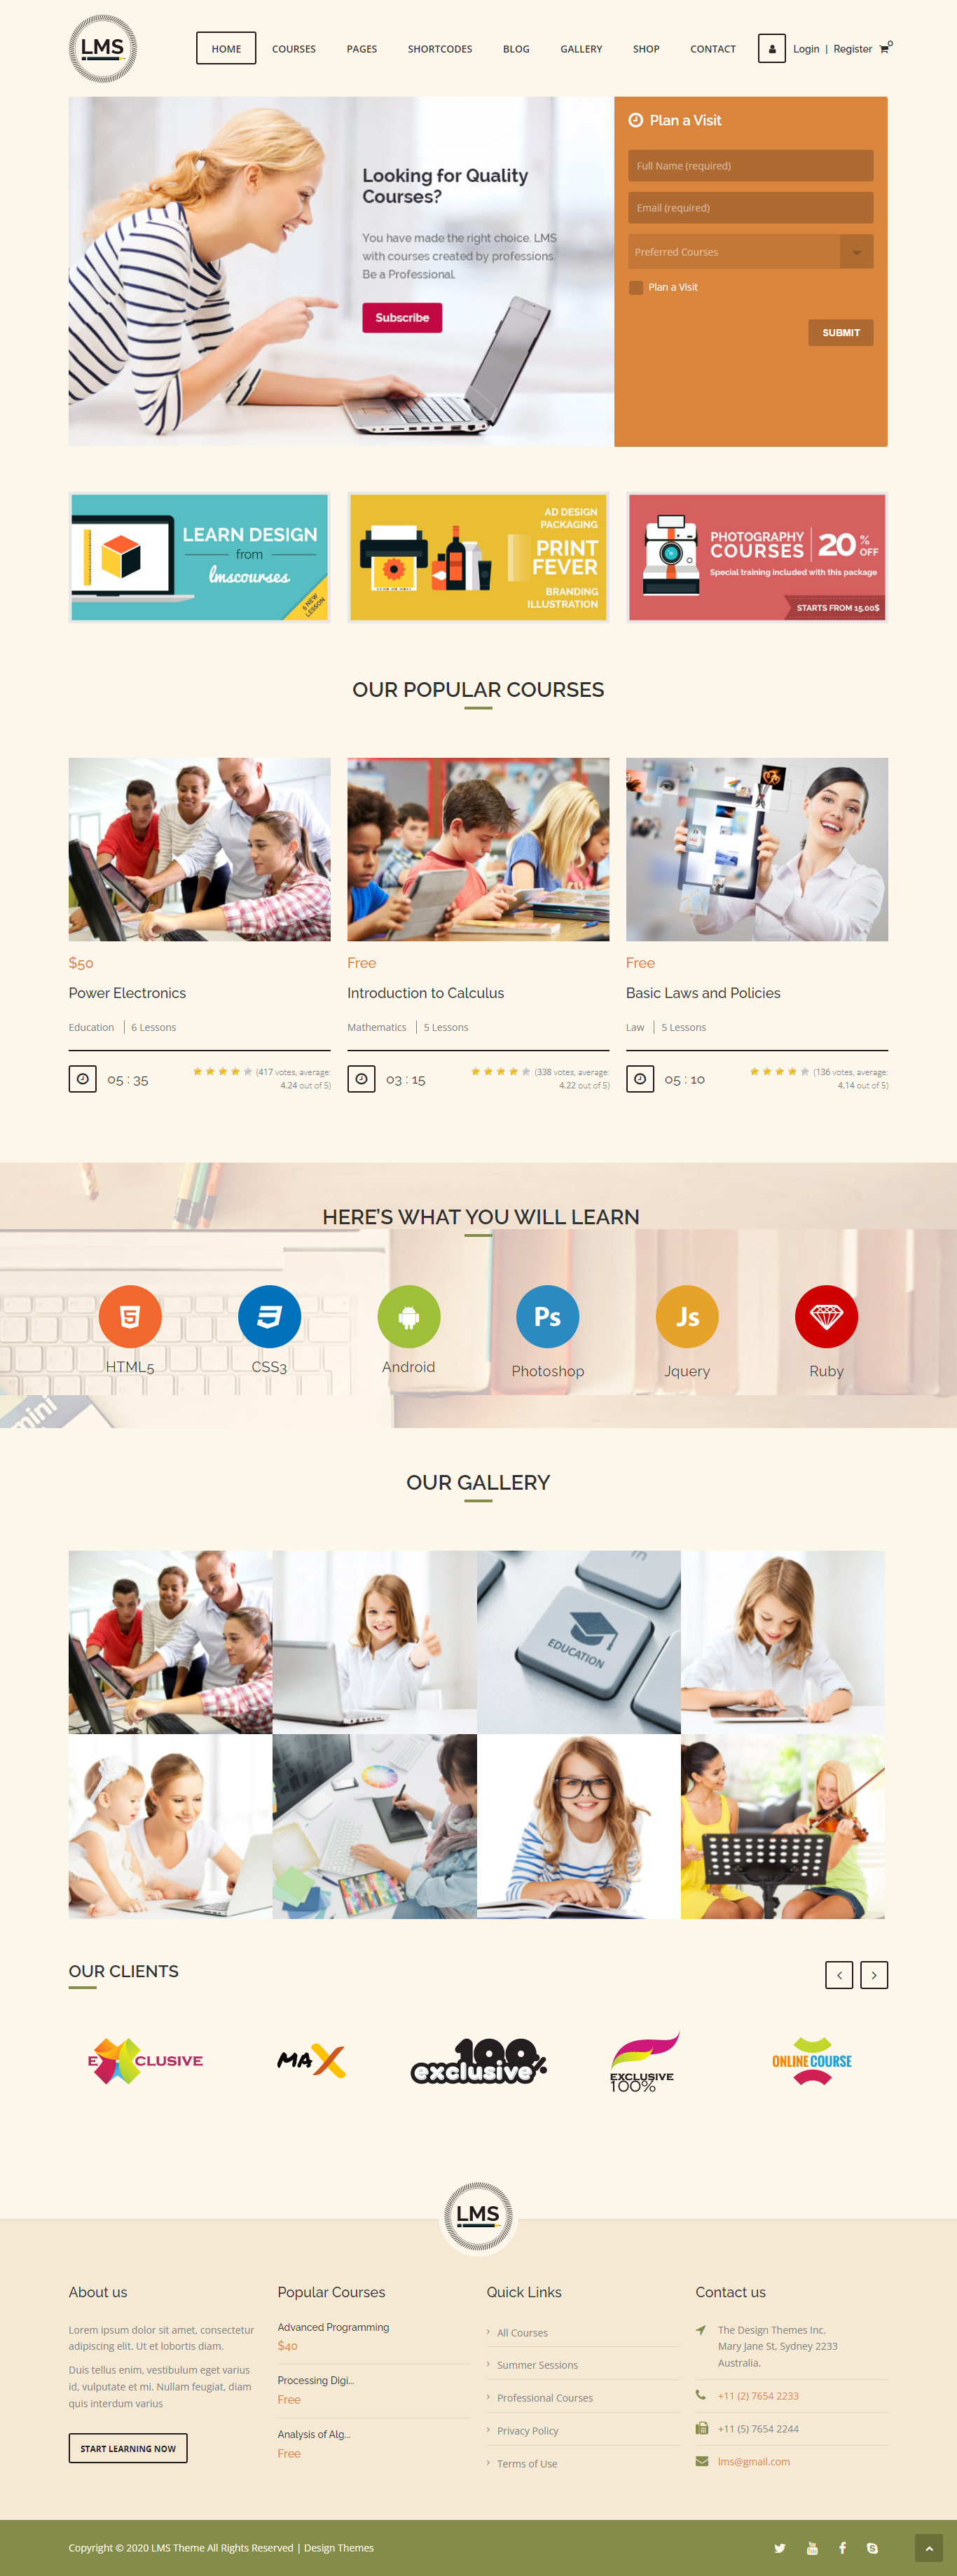 LMS
HOME COURSES PAGES SHORTCODES BLOG GALLERY SHOP CONTACT Login | Register 0
Looking for Quality
Courses?
You have made the right choice. LMS
with courses created by professions.
Be a Professional.
Subscribe
Plan a Visit
Full Name (required)
Email (required)
Preferred Courses
Plan a Visit
SUBMIT
LEARN DESIGN
from
lmscourses
5 NEW
LESSON
AD DESIGN
PACKAGING
PRINT
FEVER
BRANDING
ILLUSTRATION
PHOTOGRAPHY
COURSES
20 % OFF
Special training included with this package
STARTS FROM 15.00$
OUR POPULAR COURSES
$50
Power Electronics
Education | 6 Lessons
05 : 35
(417 votes, average:
4.24 out of 5)
Free
Introduction to Calculus
Mathematics | 5 Lessons
03 : 15
(338 votes, average:
4.22 out of 5)
Free
Basic Laws and Policies
Law | 5 Lessons
05 : 10
(136 votes, average:
4.14 out of 5)
HERE'S WHAT YOU WILL LEARN
5
Ps
Js
HTML5
CSS3
Android
Photoshop
Jquery
Ruby
mini
OUR GALLERY
in
EDUCATION
OUR CLIENTS
EXCLUSIVE
MAX
100%
exclusive
EXCLUSIVE
100%
ONLINE COURSE
LMS
About us
Lorem ipsum dolor sit amet, consectetur
adipiscing elit. Ut et lobortis diam.
Duis tellus enim, vestibulum eget varius
id, vulputate et mi. Nullam feugiat, diam
quis interdum varius
START LEARNING NOW
Popular Courses
Advanced Programming
$40
Processing Digi...
Free
Analysis of Alg...
Free
Quick Links
All Courses
Summer Sessions
Professional Courses
Privacy Policy
Terms of Use
Contact us
The Design Themes Inc.
Mary Jane St, Sydney 2233
Australia.
+11 (2) 7654 2233
+11 (5) 7654 2244
lms@gmail.com
Copyright © 2020 LMS Theme All Rights Reserved | Design Themes